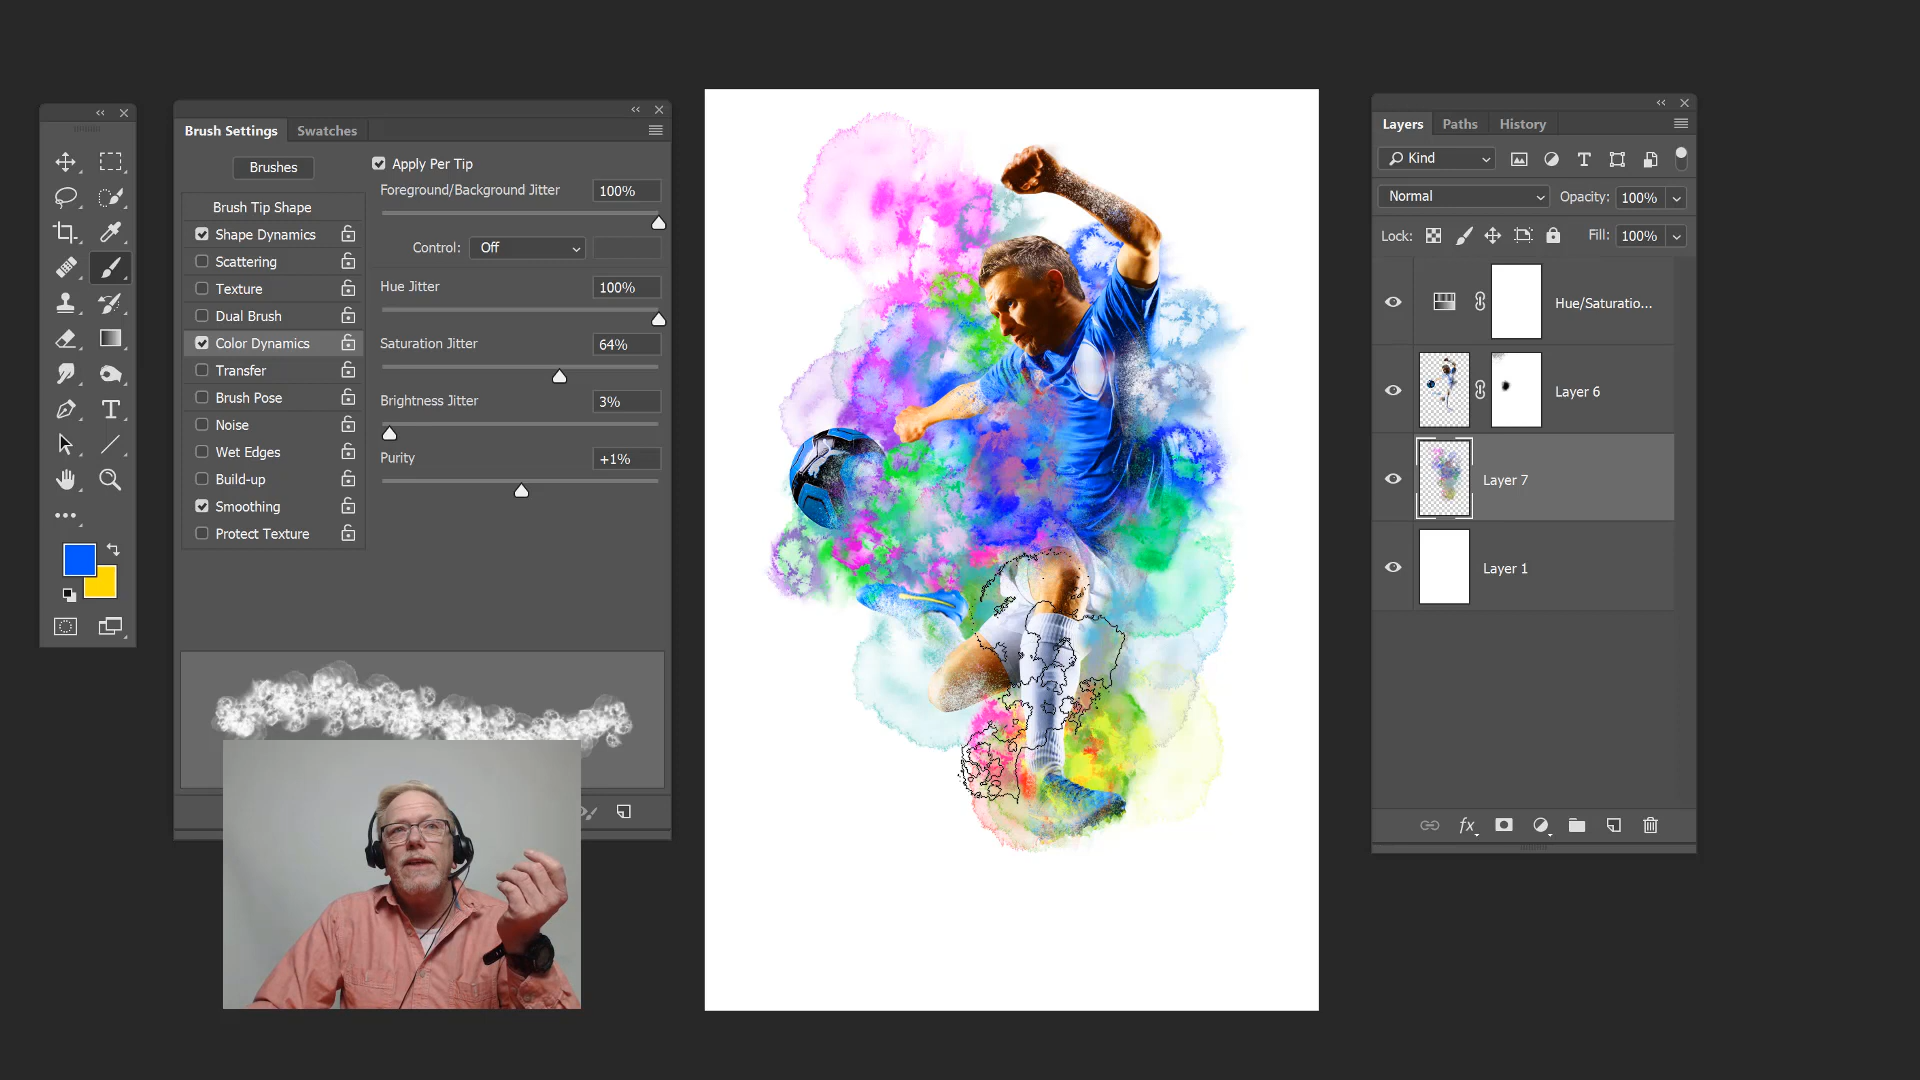 Brush Settings
Swatches
Brushes
Apply Per Tip
Brush Tip Shape
Shape Dynamics
Scattering
Texture
Dual Brush
Color Dynamics
Transfer
Brush Pose
Noise
Wet Edges
Build-up
Smoothing
Protect Texture
Foreground/Background Jitter 100%
Control: Off
Hue Jitter 100%
Saturation Jitter 64%
Brightness Jitter 3%
Purity +1%
Layers Paths History
Kind
Normal Opacity: 100%
Lock: Fill: 100%
Hue/Saturatio...
Layer 6
Layer 7
Layer 1
fx